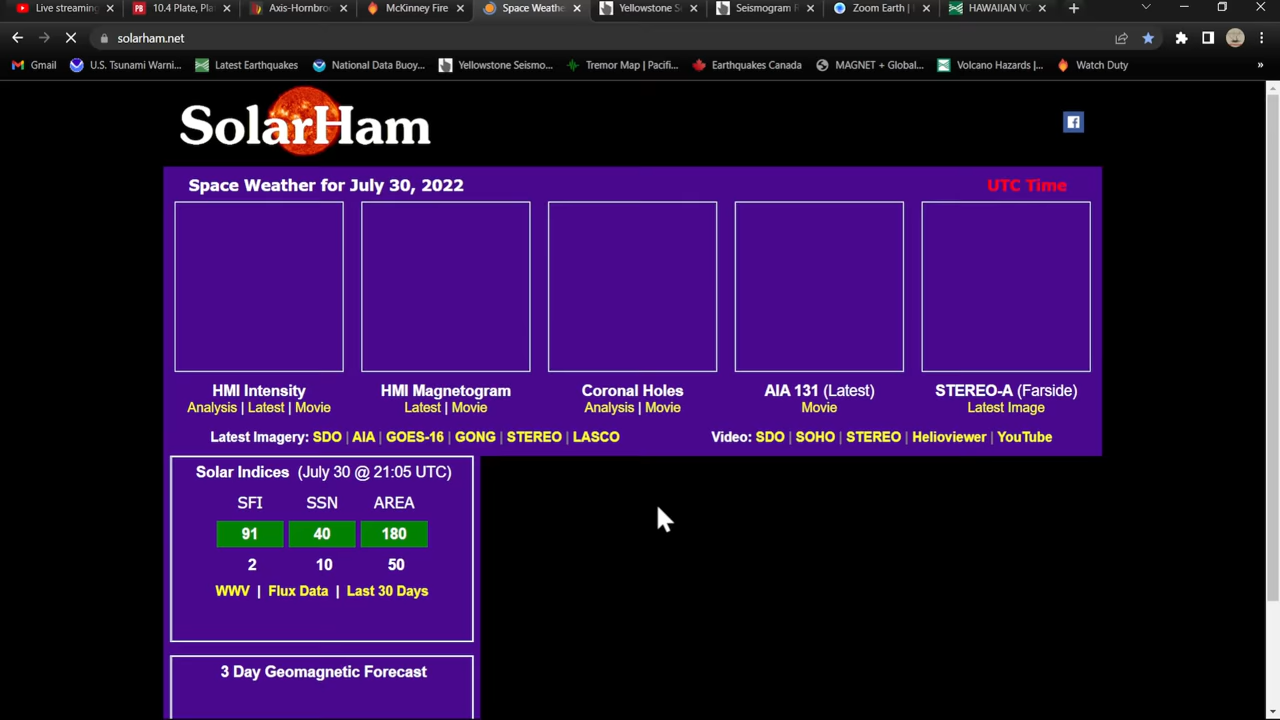 Live streaming
10.4 Plate, Plat
Axis-Hornbroo
McKinney Fire
Space Weathe
Yellowstone Se
Seismogram F
Zoom Earth |
HAWAIIAN VO
solarham.net
Gmail
U.S. Tsunami Warni...
Latest Earthquakes
National Data Buoy...
Yellowstone Seismo...
Tremor Map | Pacifi...
Earthquakes Canada
MAGNET + Global...
Volcano Hazards |...
Watch Duty
»
SolarHam
Space Weather for July 30, 2022
UTC Time
HMI Intensity
Analysis | Latest | Movie
HMI Magnetogram
Latest | Movie
Coronal Holes
Analysis | Movie
AIA 131 (Latest)
Movie
STEREO-A (Farside)
Latest Image
Latest Imagery: SDO | AIA | GOES-16 | GONG | STEREO | LASCO
Video: SDO | SOHO | STEREO | Helioviewer | YouTube
Solar Indices (July 30 @ 21:05 UTC)
SFI SSN AREA
91 40 180
2 10 50
WWV | Flux Data | Last 30 Days
3 Day Geomagnetic Forecast